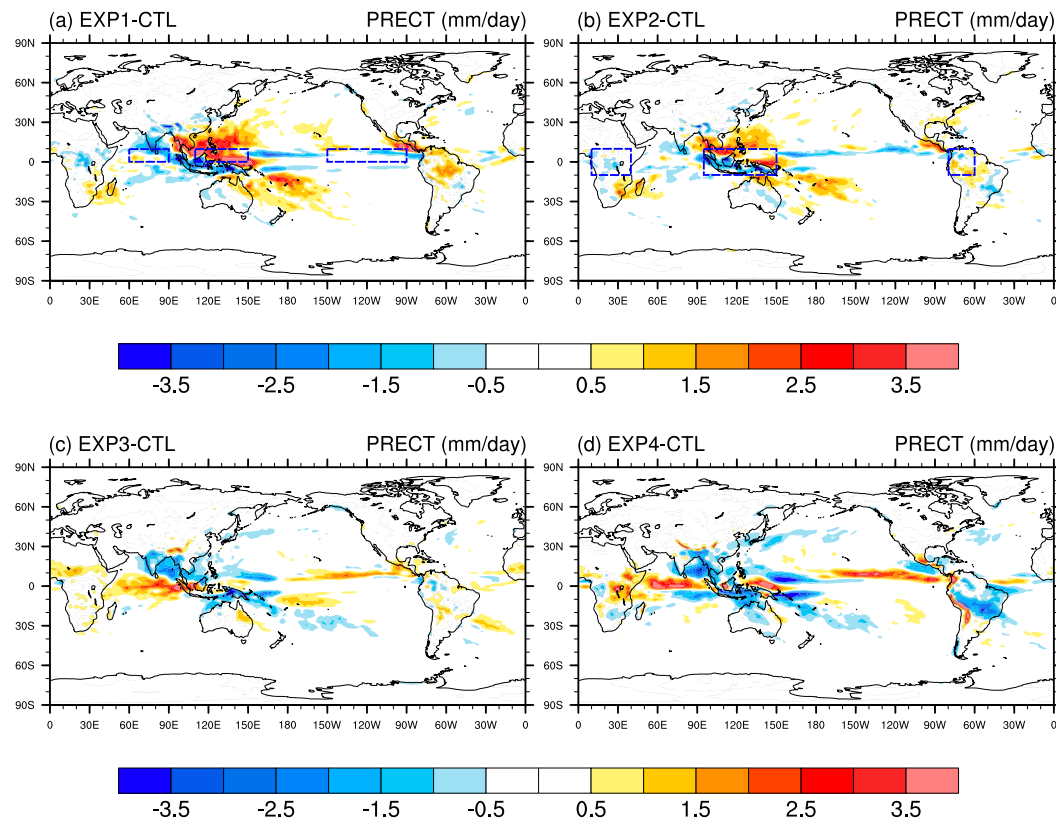 (a) EXP1-CTL PRECT (mm/day)
90N
60N
30N
0
30S
60S
90S
0 30E 60E 90E 120E 150E 180 150W 120W 90W 60W 30W 0
(b) EXP2-CTL PRECT (mm/day)
90N
60N
30N
0
30S
60S
90S
0 30E 60E 90E 120E 150E 180 150W 120W 90W 60W 30W 0
-3.5 -2.5 -1.5 -0.5 0.5 1.5 2.5 3.5
(c) EXP3-CTL PRECT (mm/day)
90N
60N
30N
0
30S
60S
90S
0 30E 60E 90E 120E 150E 180 150W 120W 90W 60W 30W 0
(d) EXP4-CTL PRECT (mm/day)
90N
60N
30N
0
30S
60S
90S
0 30E 60E 90E 120E 150E 180 150W 120W 90W 60W 30W 0
-3.5 -2.5 -1.5 -0.5 0.5 1.5 2.5 3.5